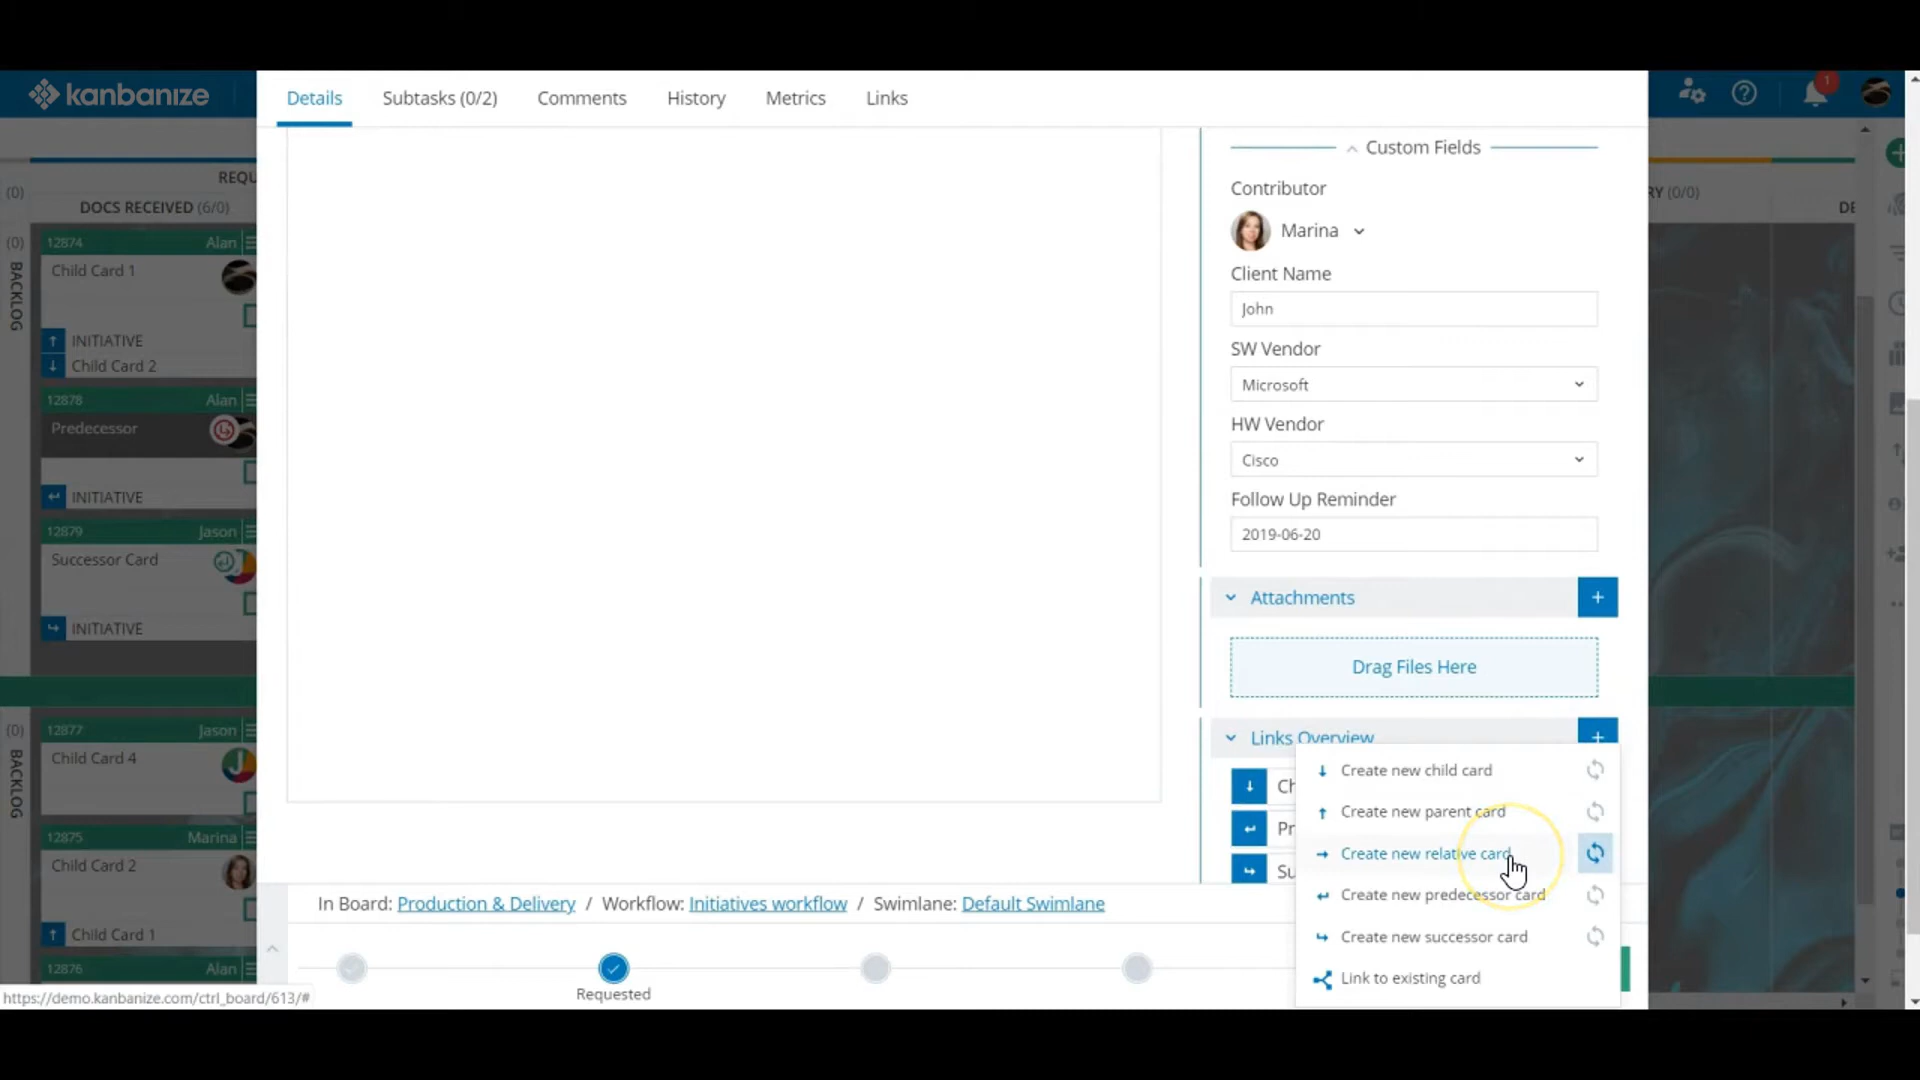 kanbanize
Details
Subtasks (0/2)
Comments
History
Metrics
Links
1
(0)
DOCS RECEIVED (6/0)
(0)
BACKLOG
12874 Alan
Child Card 1
INITIATIVE
Child Card 2
12878 Alan
Predecessor
INITIATIVE
12879 Jason
Successor Card
INITIATIVE
(0)
BACKLOG
12877 Jason
Child Card 4
J
12875 Marina
Child Card 2
Child Card 1
12876 Alan
https://demo.kanbanize.com/ctrl_board/613/#
Custom Fields
Contributor
Marina
Client Name
John
SW Vendor
Microsoft
HW Vendor
Cisco
Follow Up Reminder
2019-06-20
Attachments
Drag Files Here
Links Overview
Create new child card
Create new parent card
Create new relative card
Create new predecessor card
Create new successor card
Link to existing card
In Board: Production & Delivery / Workflow: Initiatives workflow / Swimlane: Default Swimlane
Requested
RY (0/0)